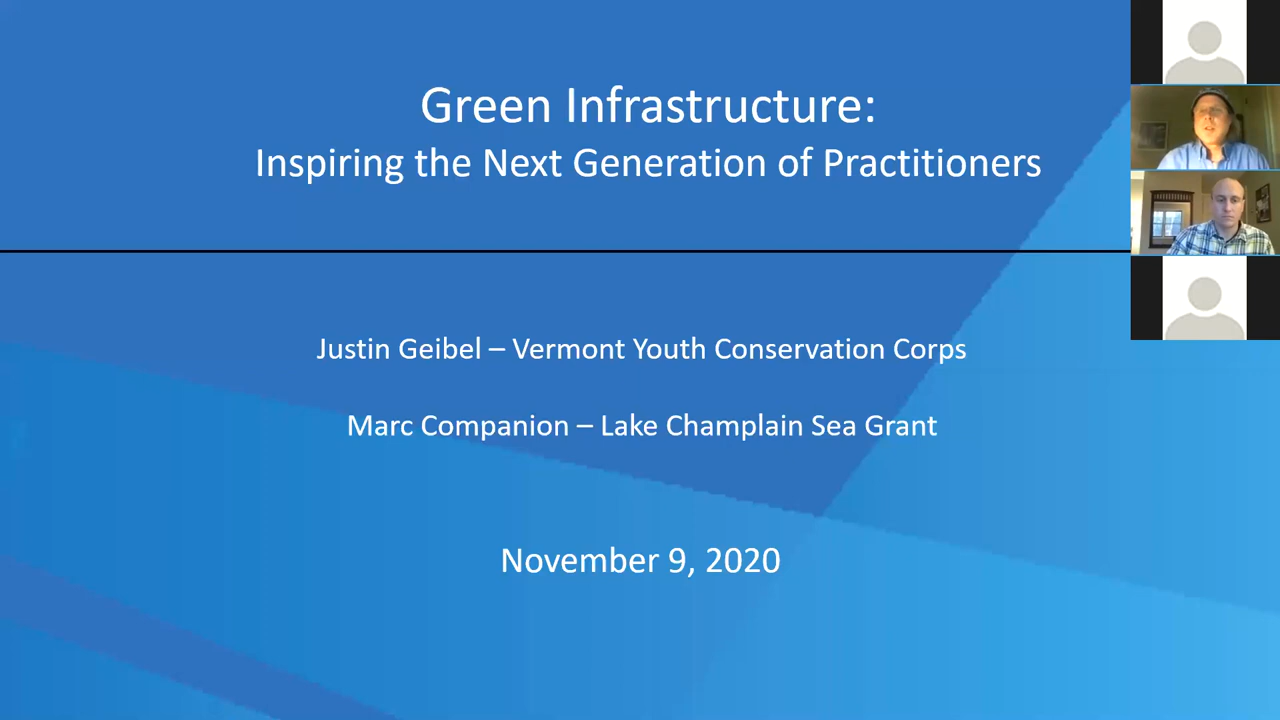 Green Infrastructure:
Inspiring the Next Generation of Practitioners
Justin Geibel – Vermont Youth Conservation Corps
Marc Companion – Lake Champlain Sea Grant
November 9, 2020